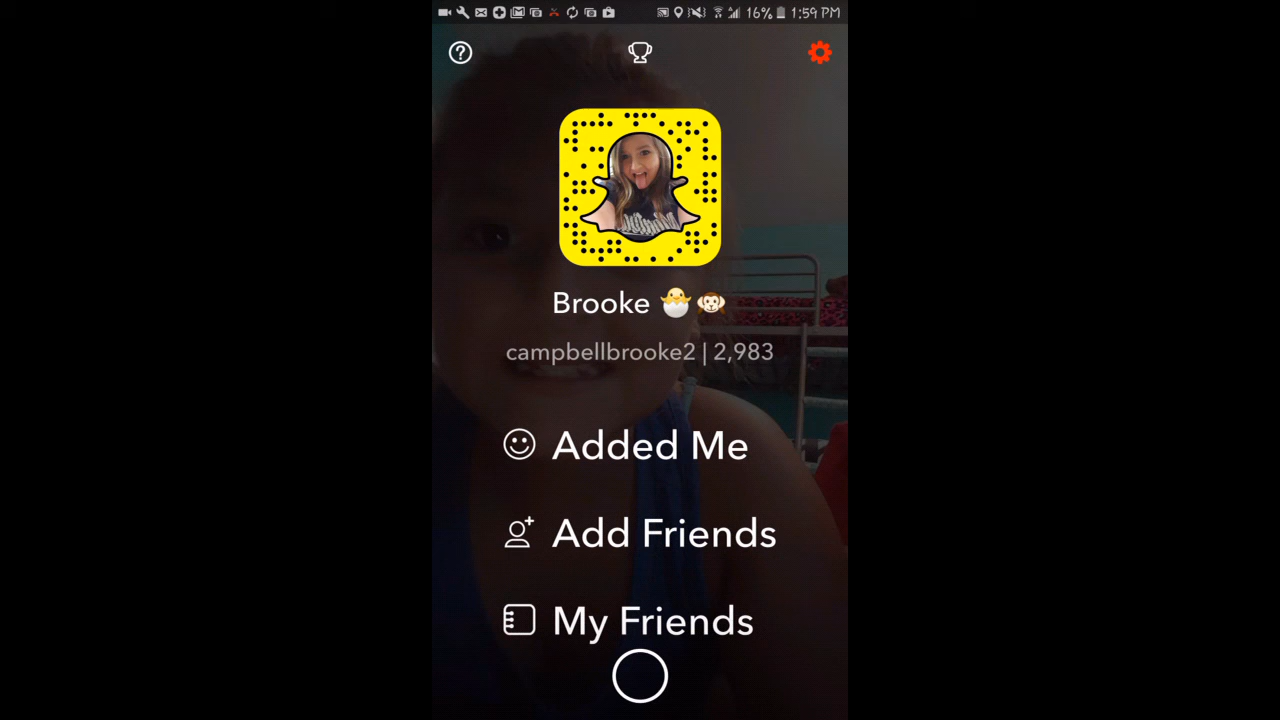 16% 1:59 PM
Brooke 🐣🙊
campbellbrooke2 | 2,983
Added Me
Add Friends
My Friends